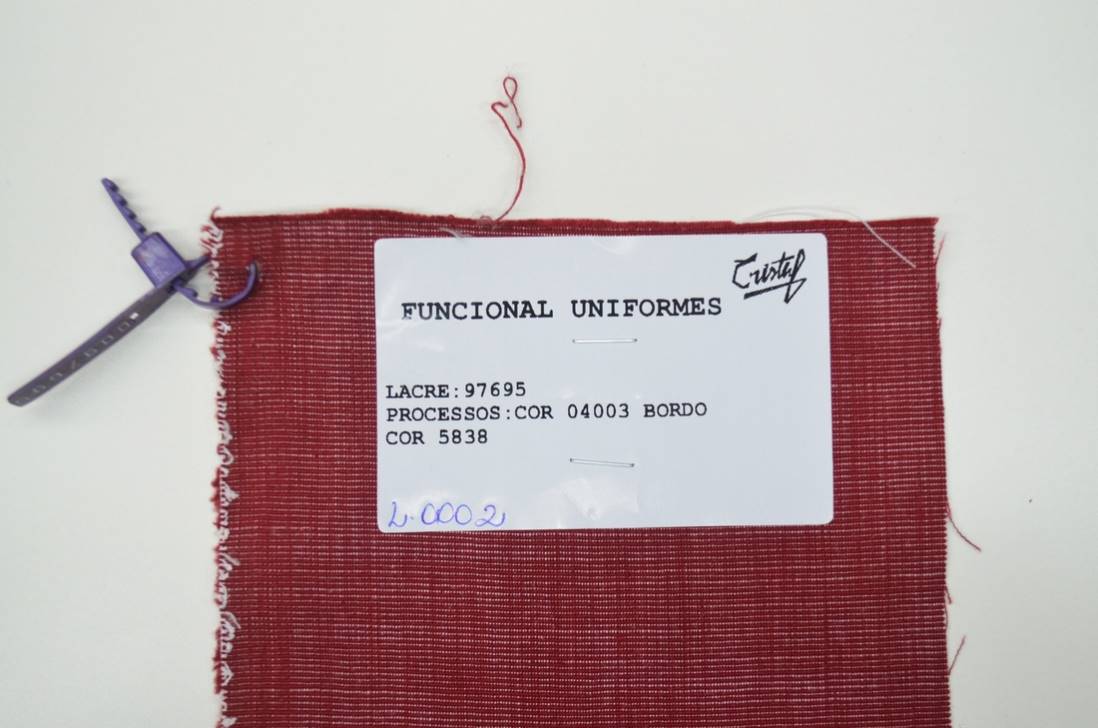 Cristal
FUNCIONAL UNIFORMES
LACRE:97695
PROCESSOS:COR 04003 BORDO
COR 5838
L.0002